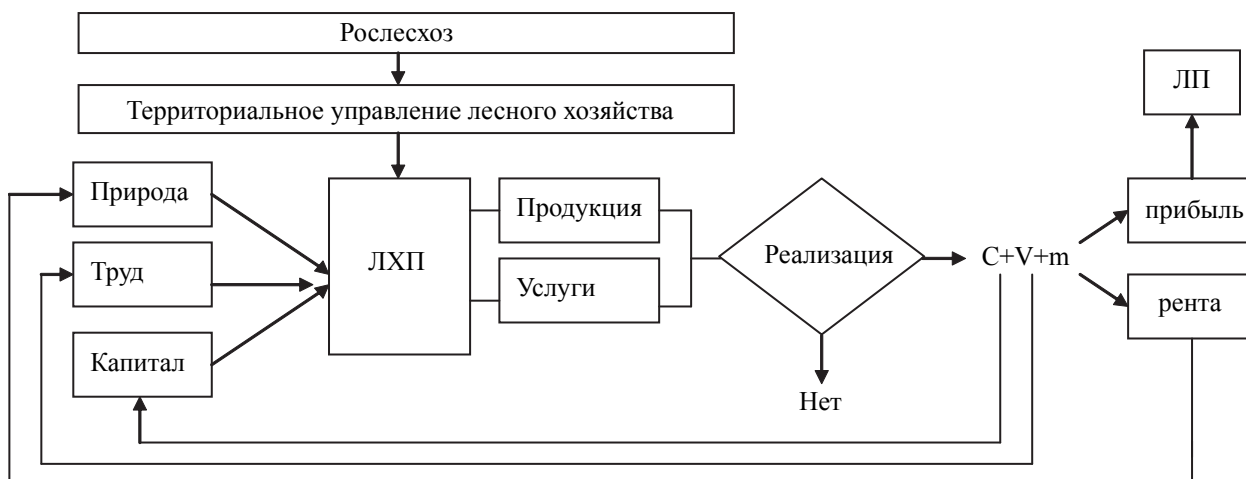 Рослесхоз
Территориальное управление лесного хозяйства
ЛП
Природа
Труд
Капитал
ЛХП
Продукция
Услуги
Реализация
Нет
C+V+m
прибыль
рента